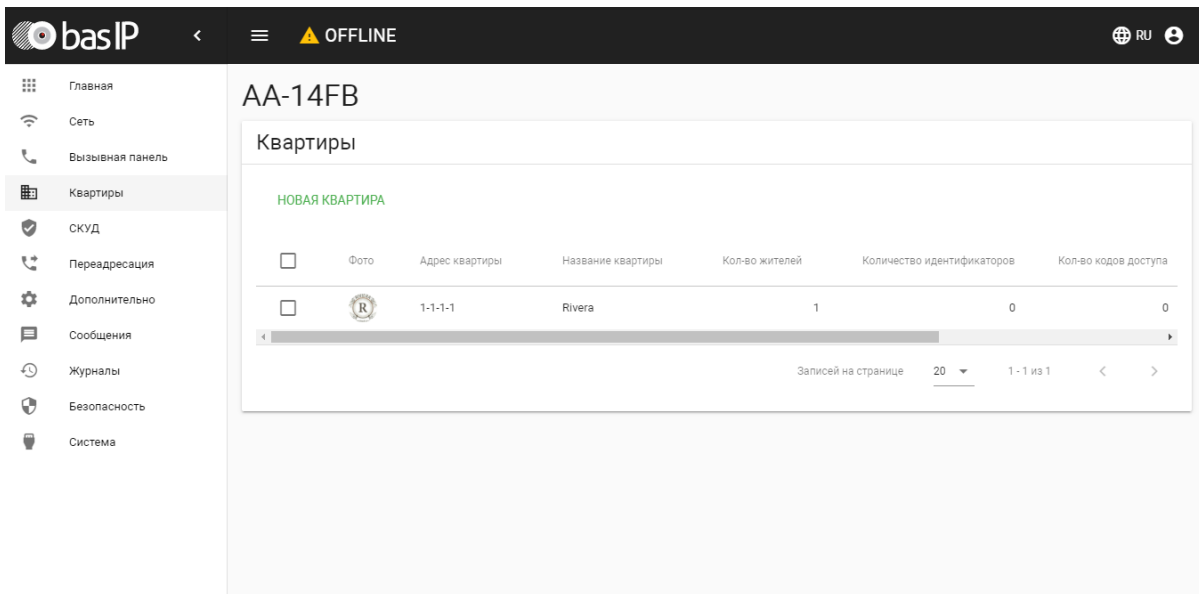 bas IP
OFFLINE
RU
Главная
Сеть
Вызывная панель
Квартиры
СКУД
Переадресация
Дополнительно
Сообщения
Журналы
Безопасность
Система
AA-14FB
Квартиры
НОВАЯ КВАРТИРА
Фото Адрес квартиры Название квартиры Кол-во жителей Количество идентификаторов Кол-во кодов доступа
R 1-1-1-1 Rivera 1 0 0
Записей на странице 20 1 - 1 из 1